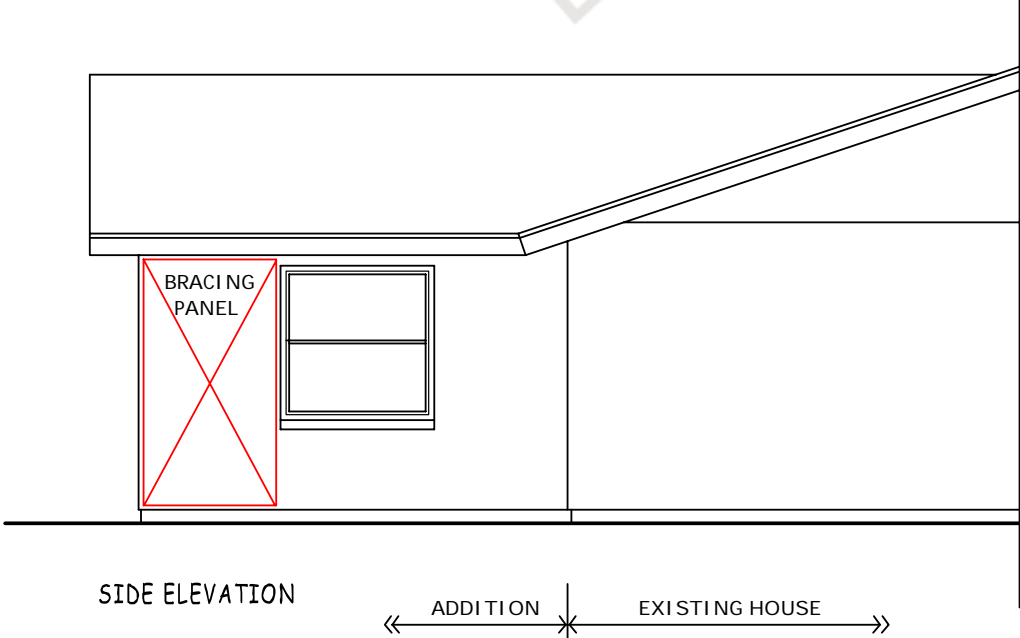 BRACING
PANEL
SIDE ELEVATION
ADDITION
EXISTING HOUSE